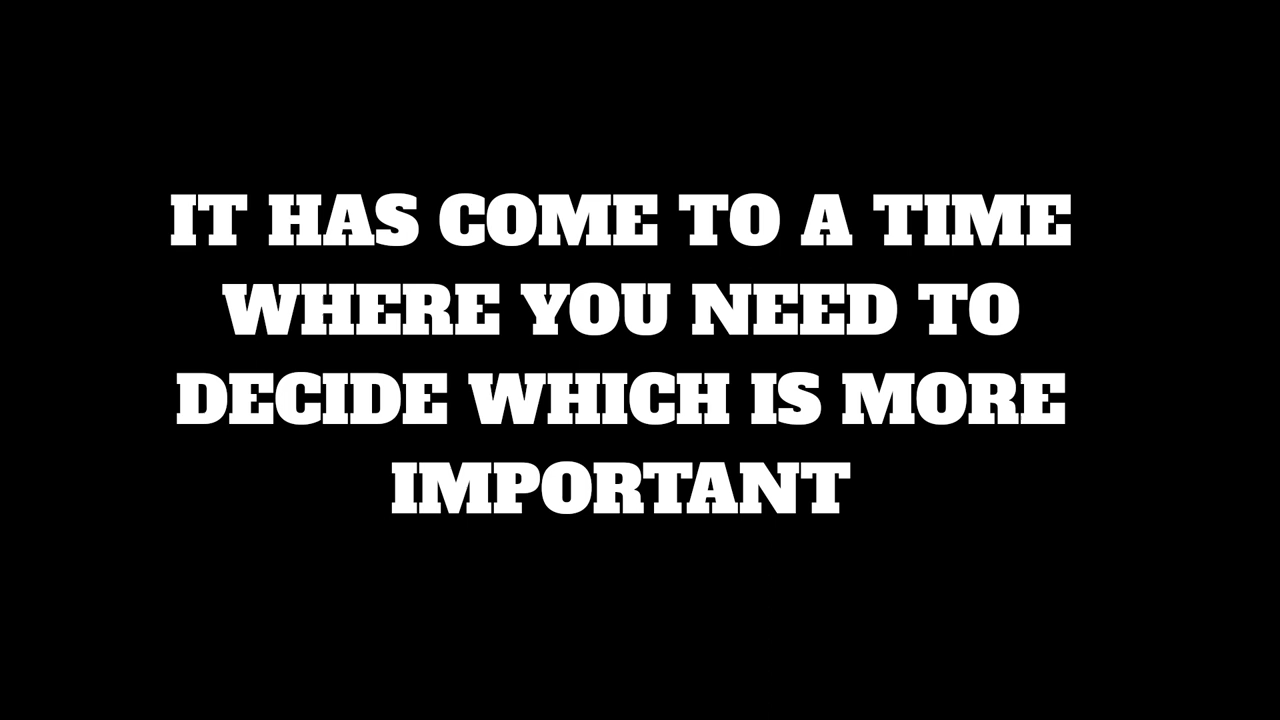 IT HAS COME TO A TIME
WHERE YOU NEED TO
DECIDE WHICH IS MORE
IMPORTANT